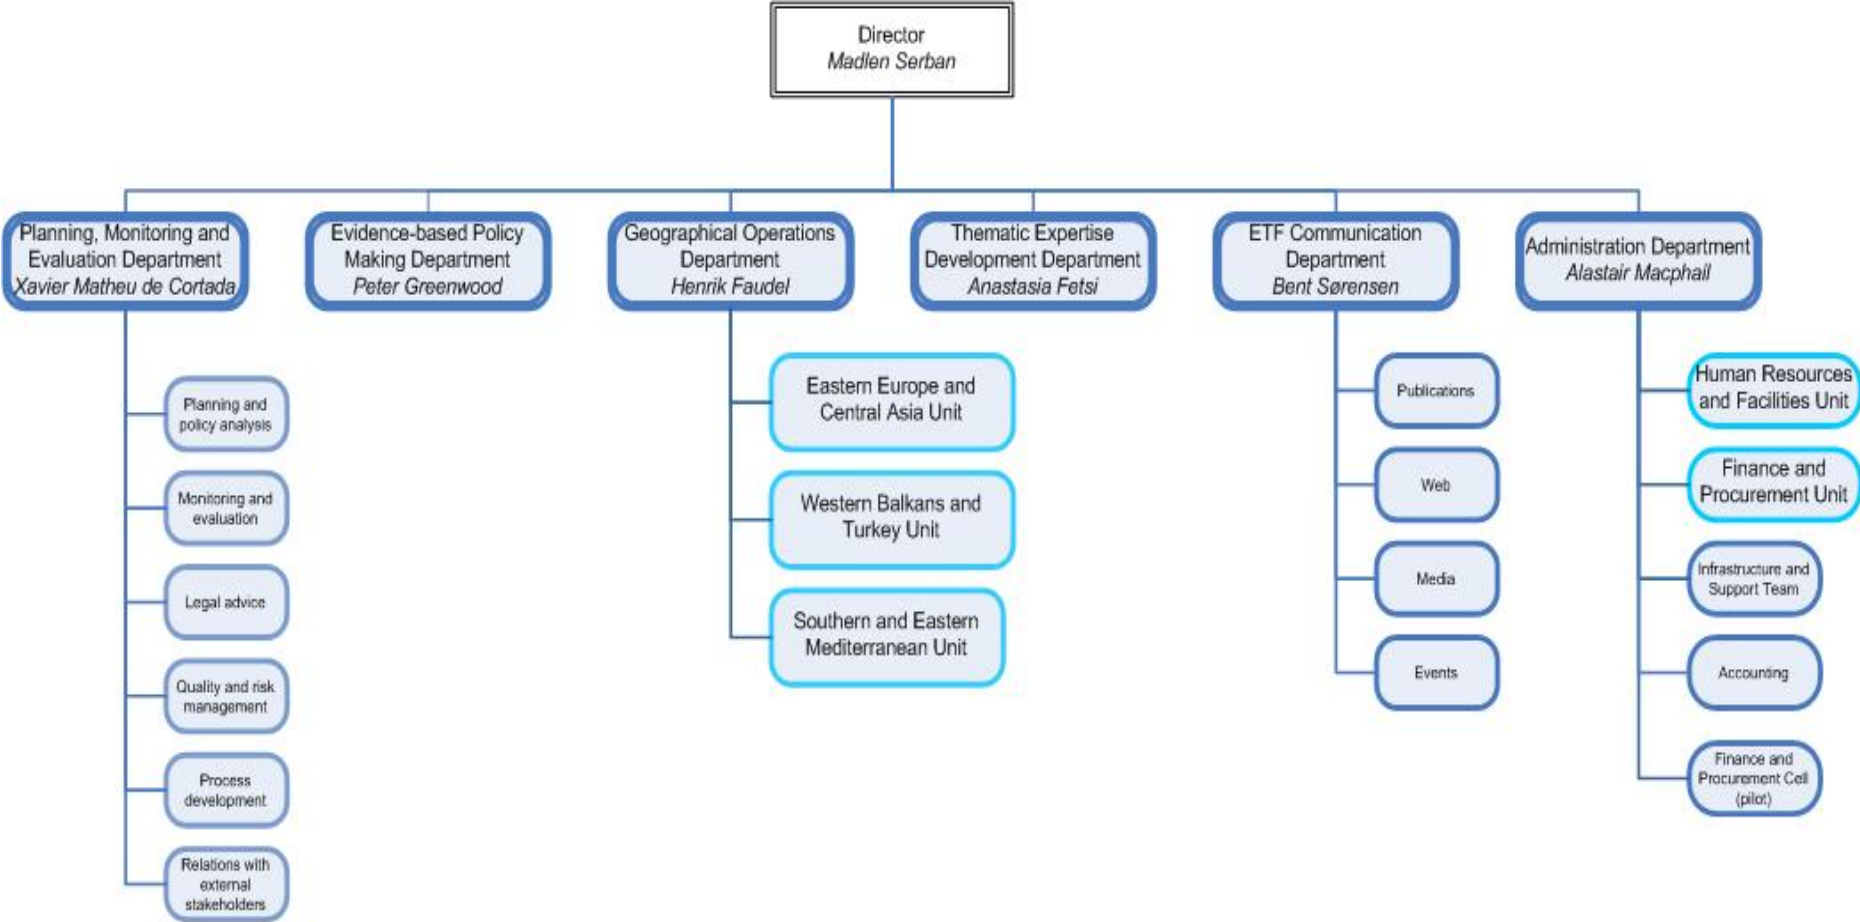 Director
Madlen Serban
Planning, Monitoring and
Evaluation Department
Xavier Matheu de Cortada
Evidence-based Policy
Making Department
Peter Greenwood
Geographical Operations
Department
Henrik Faudel
Thematic Expertise
Development Department
Anastasia Fetsi
ETF Communication
Department
Bent Sørensen
Administration Department
Alastair Macphail
Planning and
policy analysis
Monitoring and
evaluation
Legal advice
Quality and risk
management
Process
development
Relations with
external
stakeholders
Eastern Europe and
Central Asia Unit
Western Balkans and
Turkey Unit
Southern and Eastern
Mediterranean Unit
Publications
Web
Media
Events
Human Resources
and Facilities Unit
Finance and
Procurement Unit
Infrastructure and
Support Team
Accounting
Finance and
Procurement Cell
(pilot)